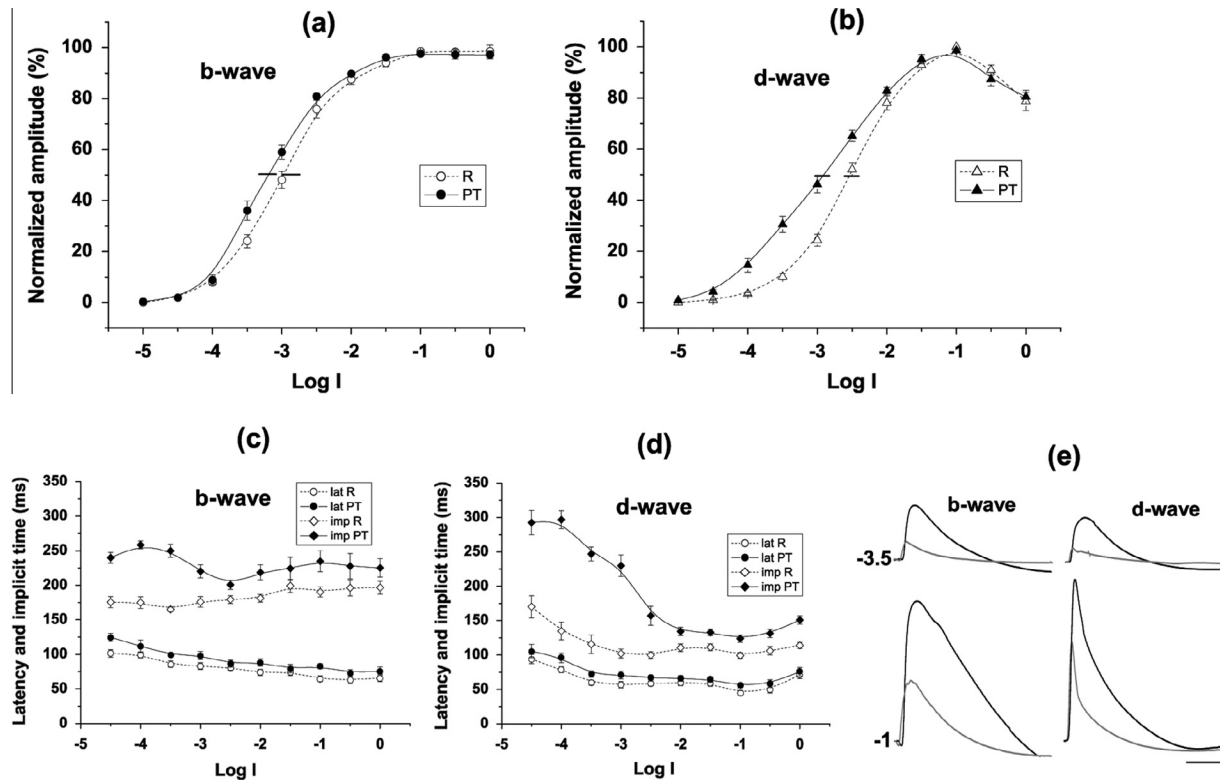 (a)
b-wave
Normalized amplitude (%)
100
80
60
40
20
0
-5 -4 -3 -2 -1 0
Log I
R
PT
(b)
d-wave
Normalized amplitude (%)
100
80
60
40
20
0
-5 -4 -3 -2 -1 0
Log I
R
PT
(c)
b-wave
Latency and implicit time (ms)
350
300
250
200
150
100
50
0
-5 -4 -3 -2 -1 0
Log I
lat R
lat PT
imp R
imp PT
(d)
d-wave
Latency and implicit time (ms)
350
300
250
200
150
100
50
0
-5 -4 -3 -2 -1 0
Log I
lat R
lat PT
imp R
imp PT
(e)
b-wave d-wave
-3.5
-1